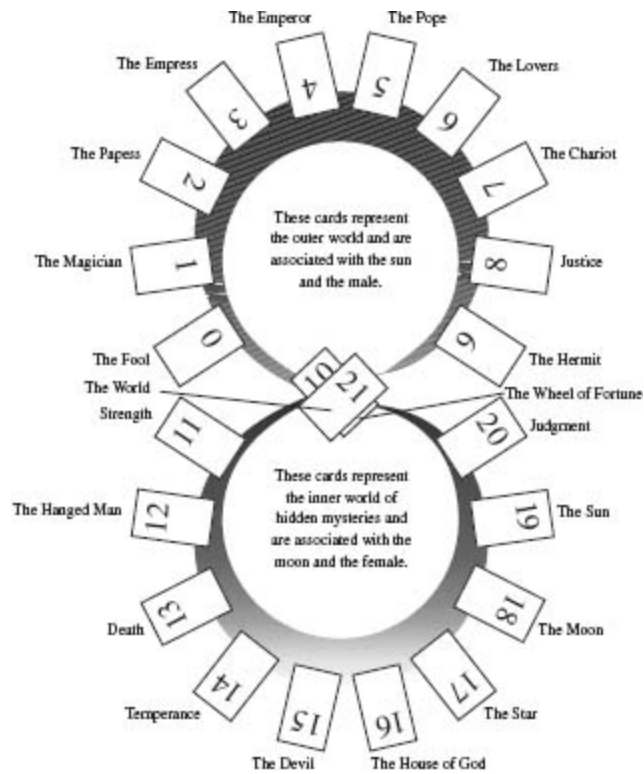 The Emperor
The Pope
The Empress
The Lovers
The Papess
The Chariot
The Magician
Justice
The Fool
The Hermit
The World
The Wheel of Fortune
Strength
Judgment
The Hanged Man
The Sun
Death
The Moon
Temperance
The Star
The Devil
The House of God
4
5
3
6
2
7
1
8
0
9
10
21
11
20
12
19
13
18
14
17
15
16
These cards represent
the outer world and are
associated with the sun
and the male.
These cards represent
the inner world of
hidden mysteries and
are associated with the
moon and the female.